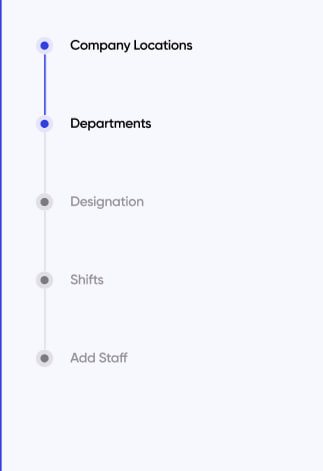 Company Locations
Departments
Designation
Shifts
Add Staff